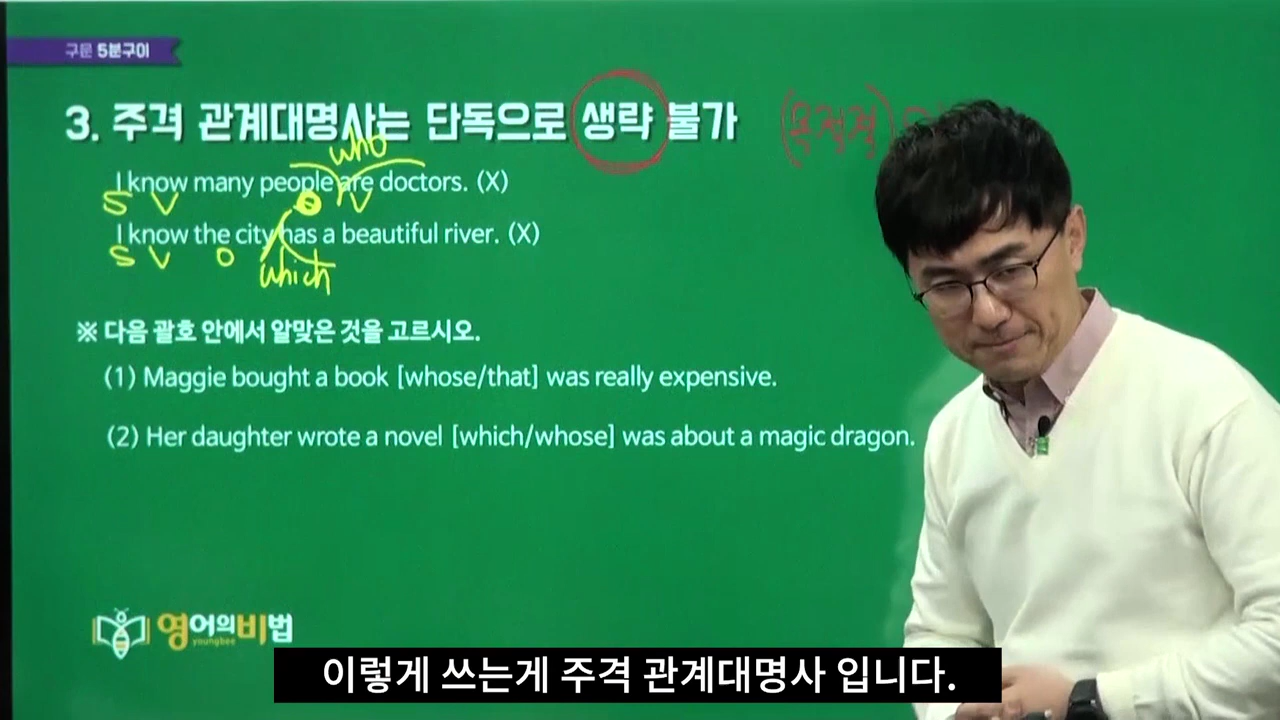 구문 5분구이
3. 주격 관계대명사는 단독으로 생략 불가
(목적격)
who
I know many people are doctors. (X)
S V O V
I know the city has a beautiful river. (X)
S V O
which
※ 다음 괄호 안에서 알맞은 것을 고르시오.
(1) Maggie bought a book [whose/that] was really expensive.
(2) Her daughter wrote a novel [which/whose] was about a magic dragon.
영어의비법
youngbee
이렇게 쓰는게 주격 관계대명사 입니다.